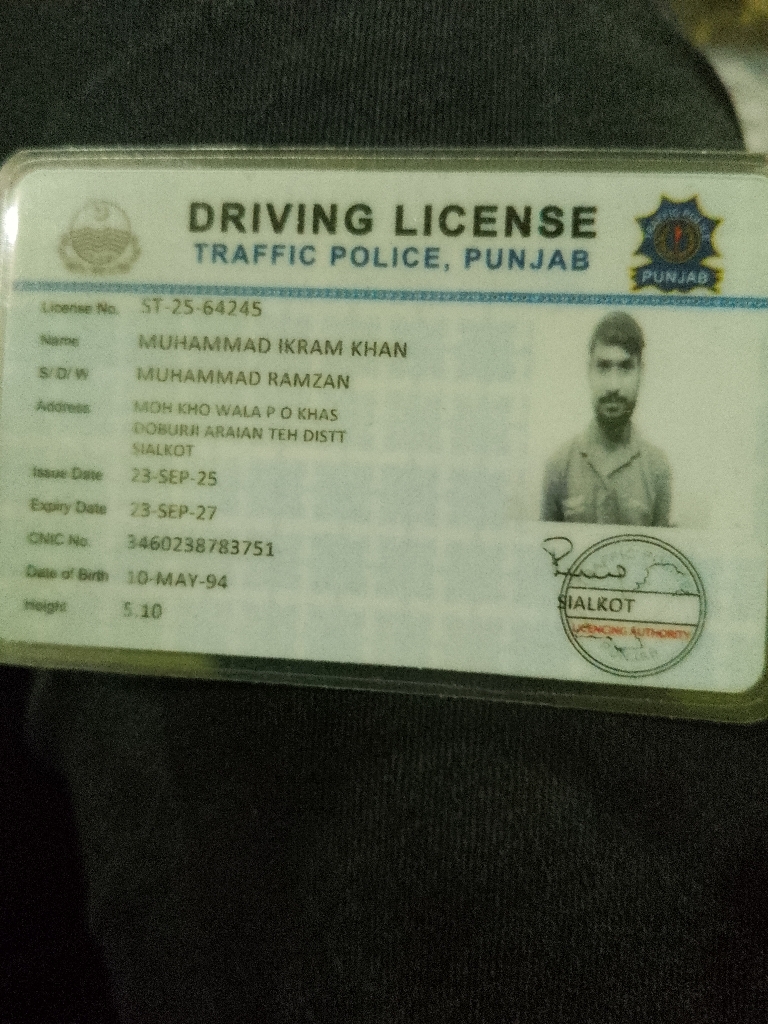 DRIVING LICENSE
TRAFFIC POLICE, PUNJAB
PUNJAB
License No. ST-25-64245
Name MUHAMMAD IKRAM KHAN
S/ D/ W MUHAMMAD RAMZAN
Address MOH KHO WALA P O KHAS
DOBURJI ARAIAN TEH DISTT
SIALKOT
Issue Date 23-SEP-25
Expiry Date 23-SEP-27
CNIC No. 3460238783751
Date of Birth 10-MAY-94
Height 5.10
SIALKOT
LICENCING AUTHORITY